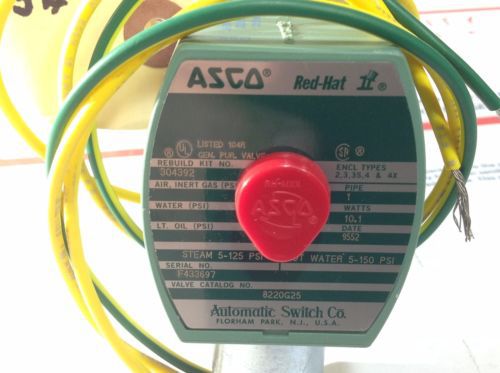 ASCO® Red-Hat II®
LISTED 104R
GEN. PUR. VALVE
REBUILD KIT NO.
304392
ENCL TYPES
2,3,3S,4 & 4X
AIR, INERT GAS (PSI
PIPE
WATER (PSI)
WATTS
10.1
LT. OIL (PSI)
DATE
9552
STEAM 5-125 PSI
WATER 5-150 PSI
SERIAL NO.
F433697
VALVE CATALOG NO.
8220G25
Automatic Switch Co.
FLORHAM PARK, N.J., U.S.A.
RED-HAT
ASCO